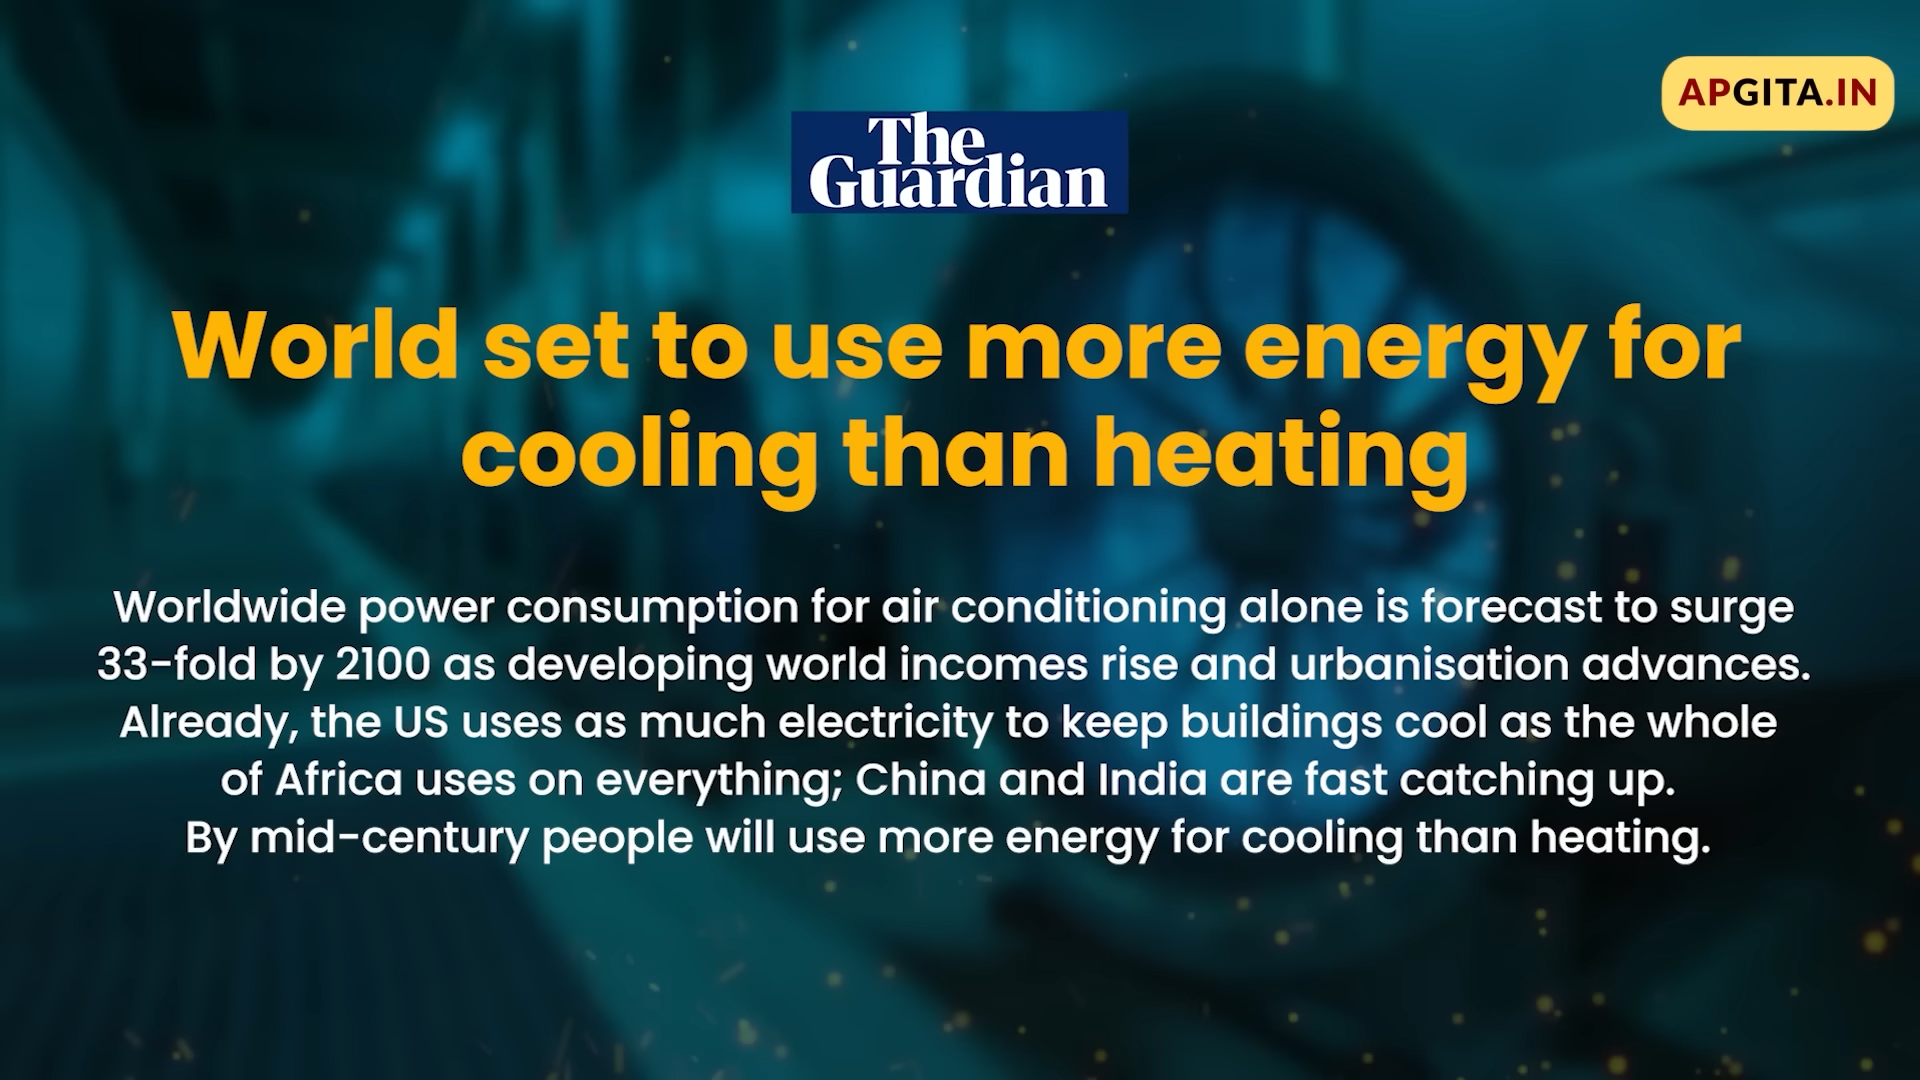 APGITA.IN
The
Guardian
World set to use more energy for
cooling than heating
Worldwide power consumption for air conditioning alone is forecast to surge
33-fold by 2100 as developing world incomes rise and urbanisation advances.
Already, the US uses as much electricity to keep buildings cool as the whole
of Africa uses on everything; China and India are fast catching up.
By mid-century people will use more energy for cooling than heating.